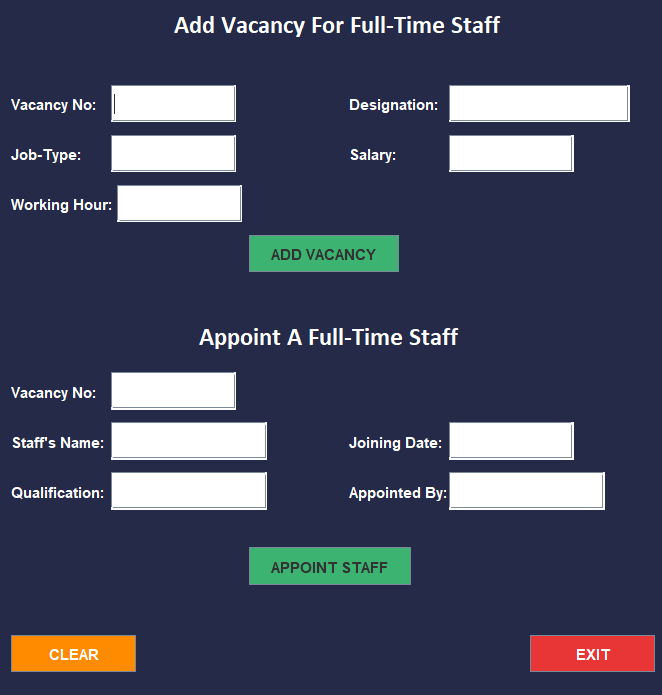 Add Vacancy For Full-Time Staff
Vacancy No: Designation:
Job-Type: Salary:
Working Hour:
ADD VACANCY
Appoint A Full-Time Staff
Vacancy No:
Staff's Name: Joining Date:
Qualification: Appointed By:
APPOINT STAFF
CLEAR EXIT